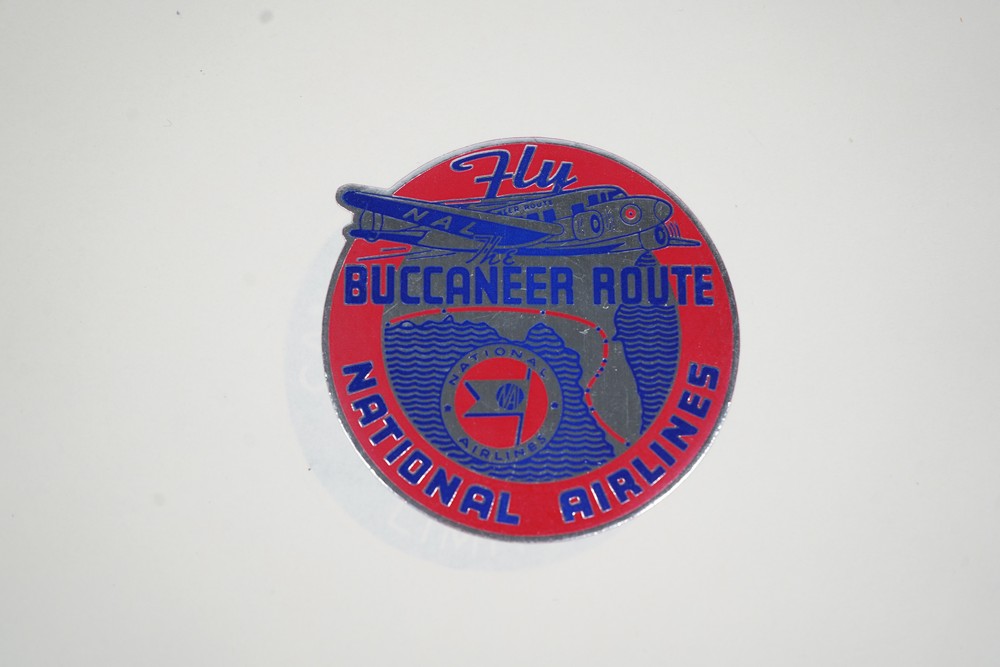 Fly
NAL
The
BUCCANEER ROUTE
NATIONAL
NAL
AIRLINES
NATIONAL AIRLINES